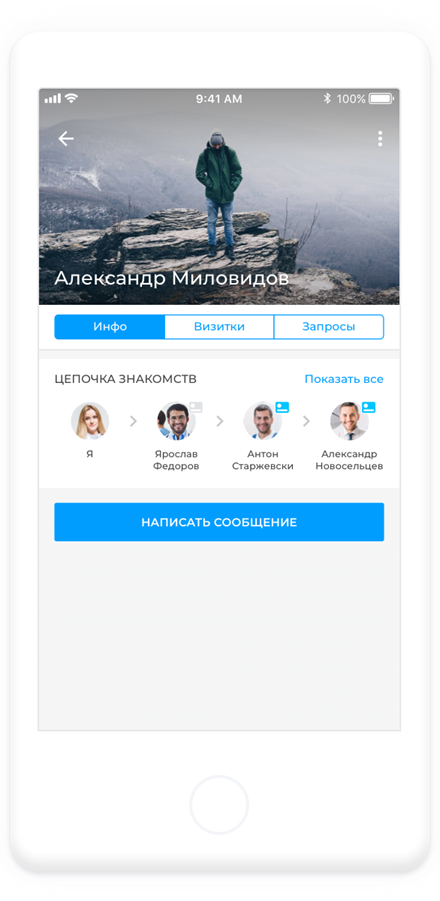 9:41 AM 100%
Александр Миловидов
Инфо Визитки Запросы
ЦЕПОЧКА ЗНАКОМСТВ Показать все
Я Ярослав Антон Александр
Федоров Старжевски Новосельцев
НАПИСАТЬ СООБЩЕНИЕ